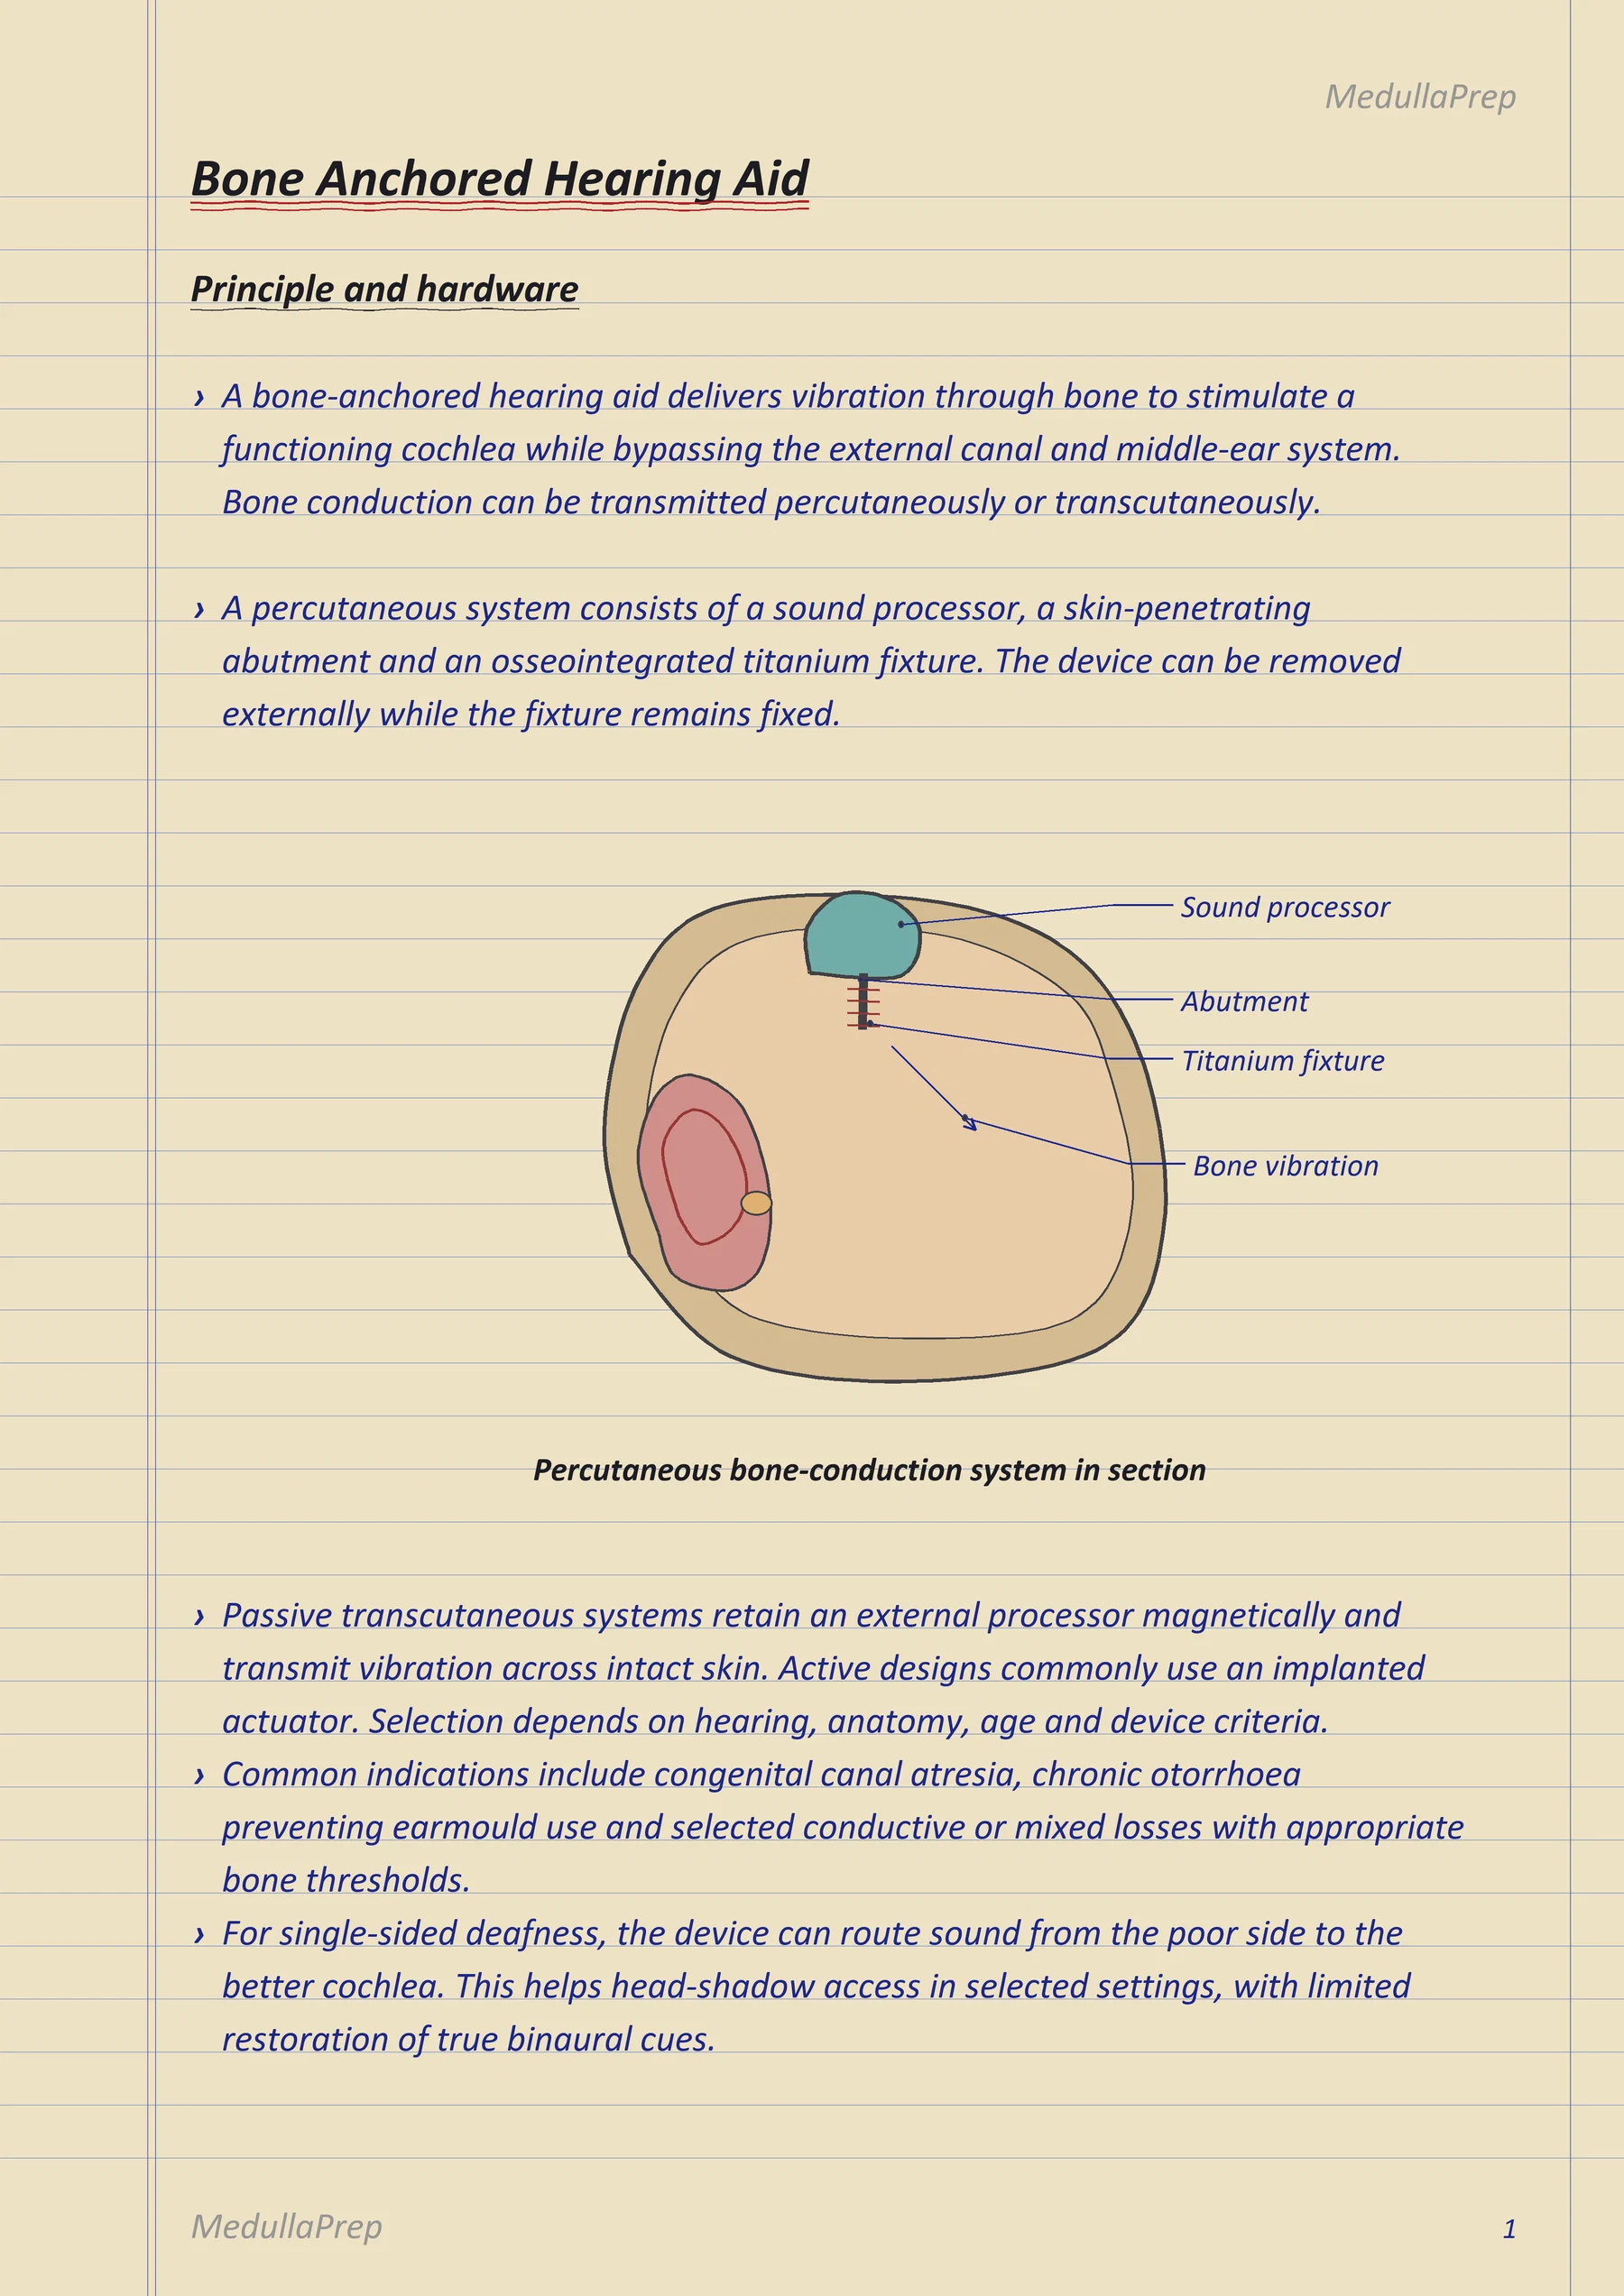 MedullaPrep
Bone Anchored Hearing Aid
Principle and hardware
› A bone-anchored hearing aid delivers vibration through bone to stimulate a
functioning cochlea while bypassing the external canal and middle-ear system.
Bone conduction can be transmitted percutaneously or transcutaneously.
› A percutaneous system consists of a sound processor, a skin-penetrating
abutment and an osseointegrated titanium fixture. The device can be removed
externally while the fixture remains fixed.
Sound processor
Abutment
Titanium fixture
Bone vibration
Percutaneous bone-conduction system in section
› Passive transcutaneous systems retain an external processor magnetically and
transmit vibration across intact skin. Active designs commonly use an implanted
actuator. Selection depends on hearing, anatomy, age and device criteria.
› Common indications include congenital canal atresia, chronic otorrhoea
preventing earmould use and selected conductive or mixed losses with appropriate
bone thresholds.
› For single-sided deafness, the device can route sound from the poor side to the
better cochlea. This helps head-shadow access in selected settings, with limited
restoration of true binaural cues.
MedullaPrep
1